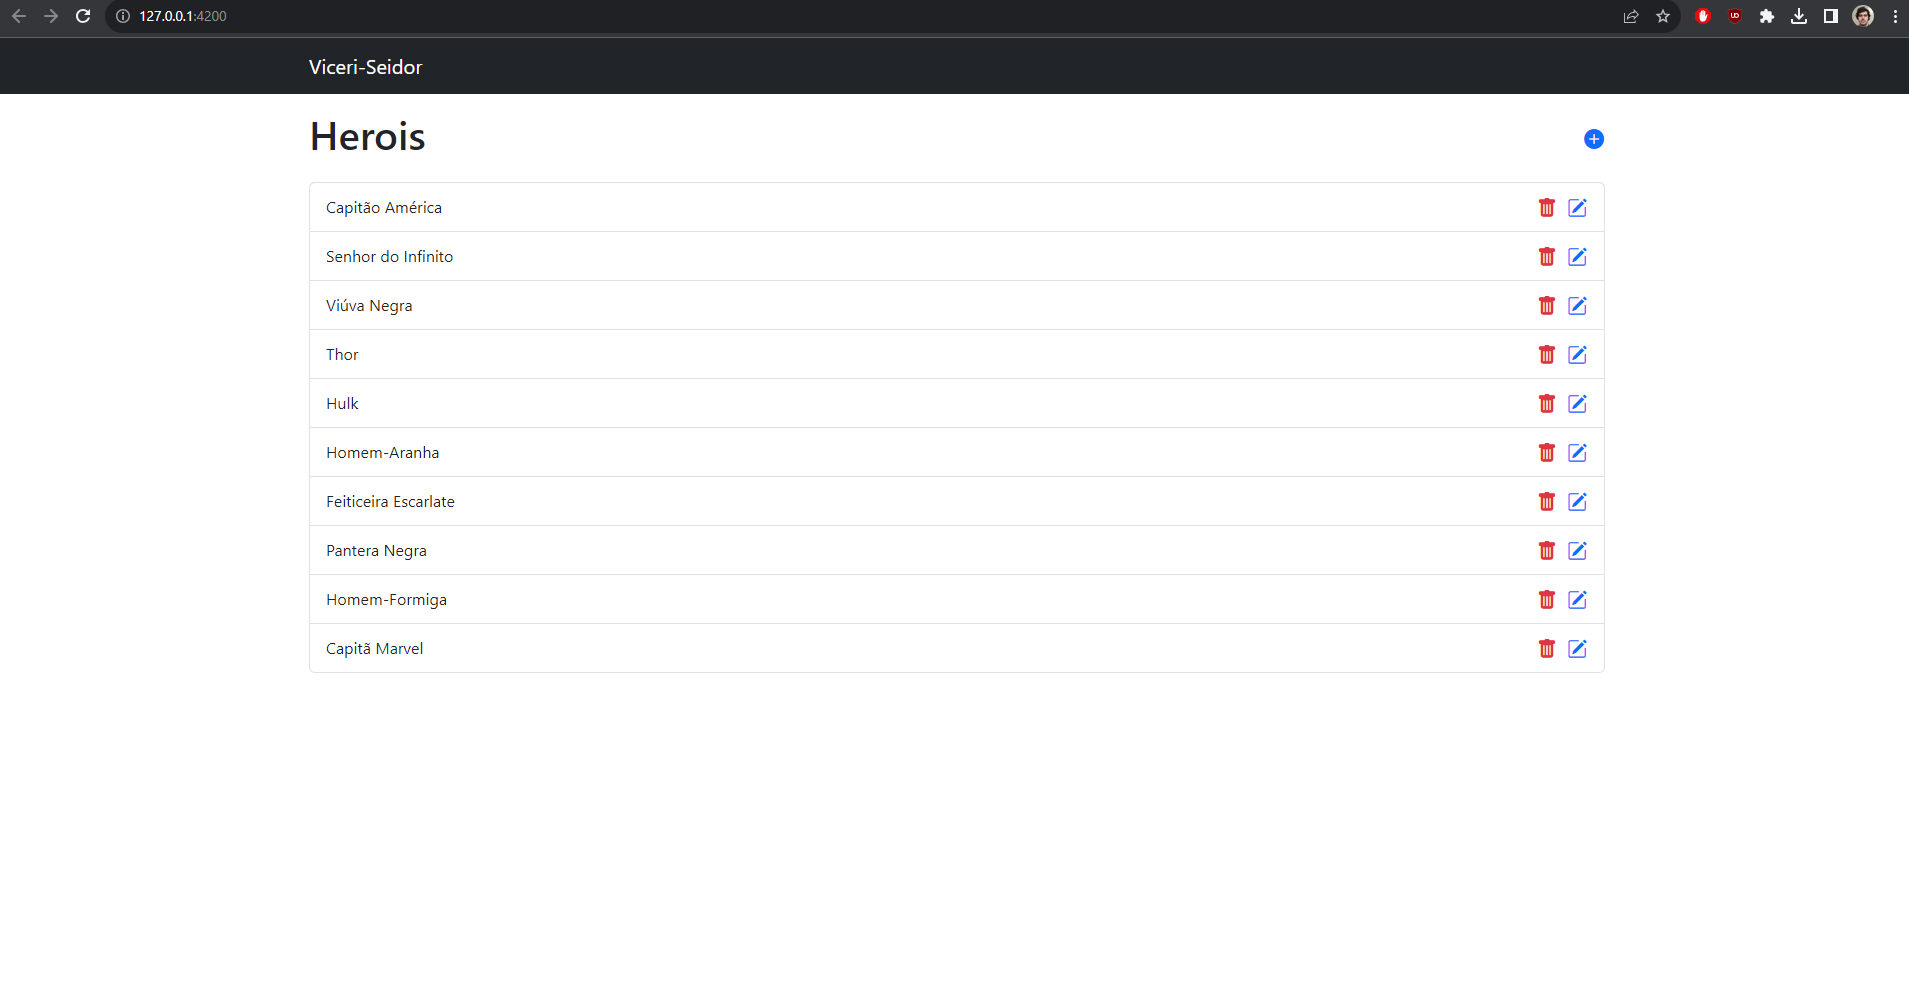 127.0.0.1:4200
Viceri-Seidor
Herois
Capitão América
Senhor do Infinito
Viúva Negra
Thor
Hulk
Homem-Aranha
Feiticeira Escarlate
Pantera Negra
Homem-Formiga
Capitã Marvel